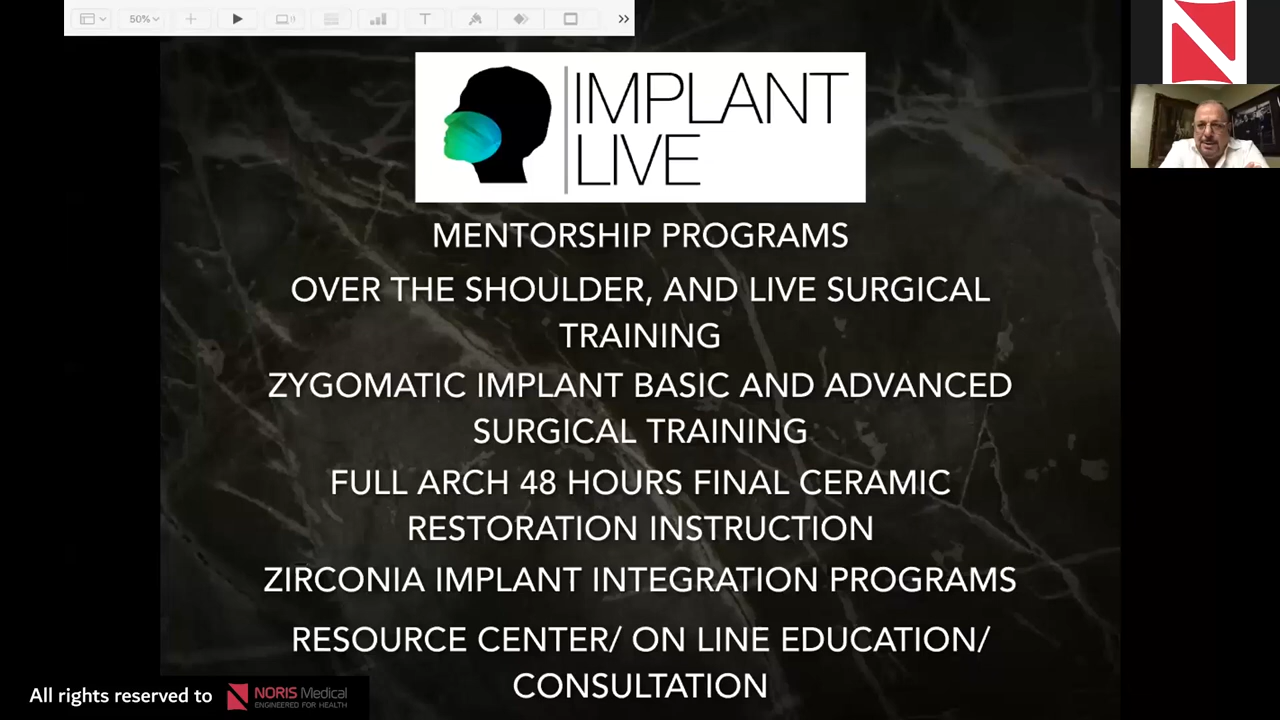 50%
IMPLANT
LIVE
MENTORSHIP PROGRAMS
OVER THE SHOULDER, AND LIVE SURGICAL
TRAINING
ZYGOMATIC IMPLANT BASIC AND ADVANCED
SURGICAL TRAINING
FULL ARCH 48 HOURS FINAL CERAMIC
RESTORATION INSTRUCTION
ZIRCONIA IMPLANT INTEGRATION PROGRAMS
RESOURCE CENTER/ ON LINE EDUCATION/
CONSULTATION
All rights reserved to NORIS Medical
ENGINEERED FOR HEALTH